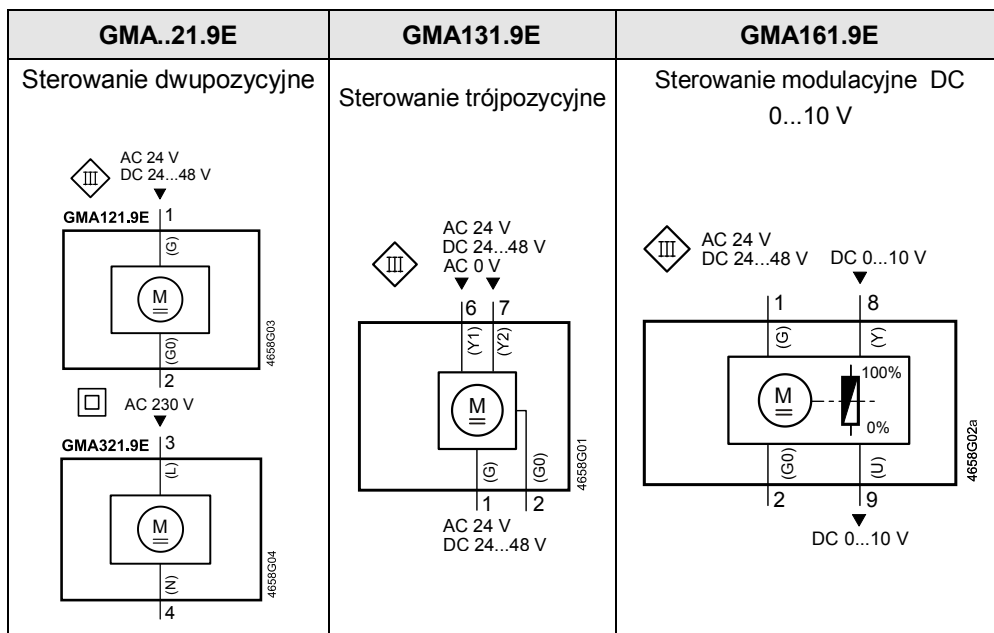 GMA..21.9E
GMA131.9E
GMA161.9E
Sterowanie dwupozycyjne
AC 24 V
DC 24...48 V
III
GMA121.9E
1
(G)
M
(G0)
2
4658G03
AC 230 V
GMA321.9E
3
(L)
M
(N)
4
4658G04
Sterowanie trójpozycyjne
III
AC 24 V
DC 24...48 V
AC 0 V
6
7
(Y1)
(Y2)
M
(G)
(G0)
1
2
AC 24 V
DC 24...48 V
4658G01
Sterowanie modulacyjne DC
0...10 V
III
AC 24 V
DC 24...48 V
DC 0...10 V
1
8
(G)
(Y)
M
100%
0%
(G0)
(U)
2
9
DC 0...10 V
4658G02a